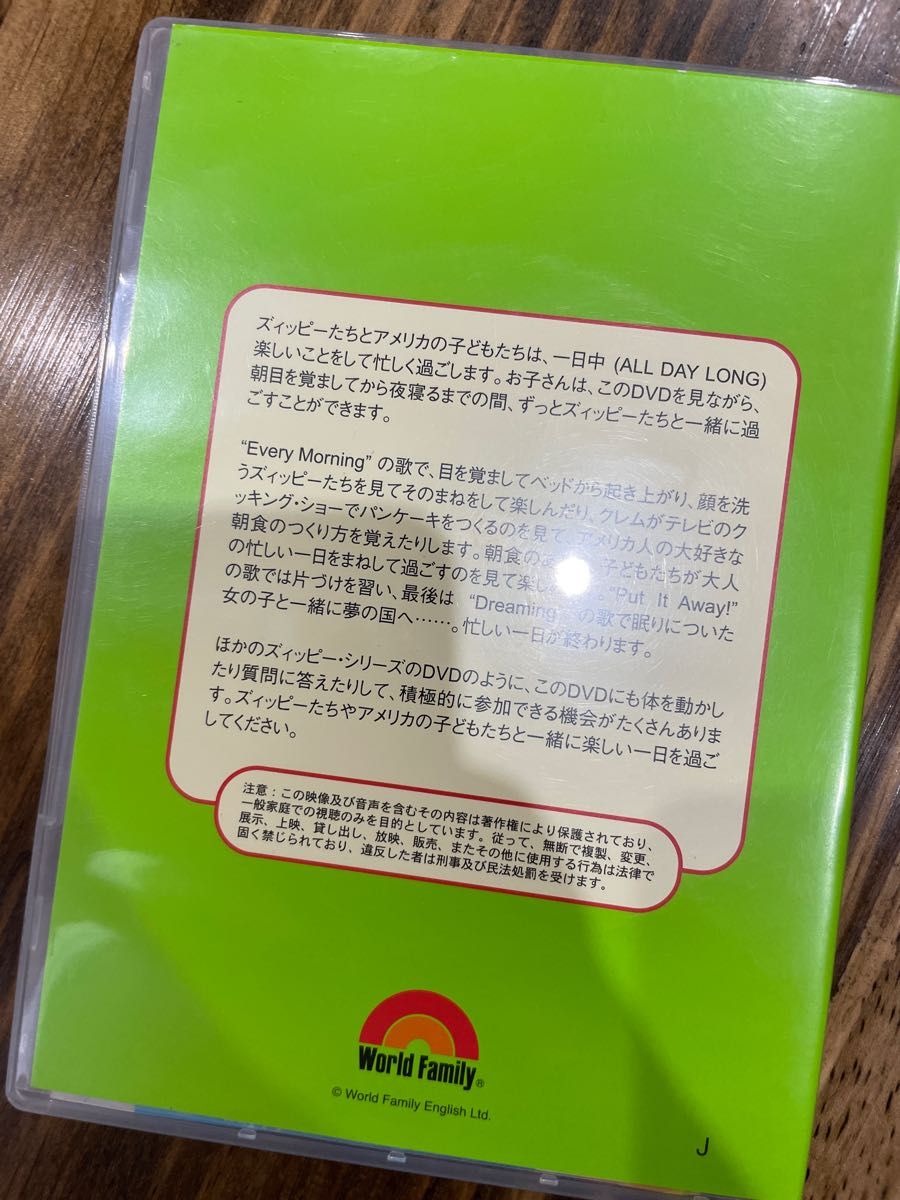 ズィッピーたちとアメリカの子どもたちは、一日中 (ALL DAY LONG)
楽しいことをして忙しく過ごします。お子さんは、このDVDを見ながら、
朝目を覚ましてから夜寝るまでの間、ずっとズィッピーたちと一緒に過
ごすことができます。
“Every Morning” の歌で、目を覚ましてベッドから起き上がり、顔を洗
うズィッピーたちを見てそのまねをして楽しんだり、クレムがテレビのク
ッキング・ショーでパンケーキをつくるのを見て、アメリカ人の大好きな
朝食のつくり方を覚えたりします。朝食のあ 子どもたちが大人
の忙しい一日をまねして過ごすのを見て楽し “Put It Away!”
の歌では片づけを習い、最後は “Dreaming の歌で眠りについた
女の子と一緒に夢の国へ……。忙しい一日が終わります。
ほかのズィッピー・シリーズのDVDのように、このDVDにも体を動かし
たり質問に答えたりして、積極的に参加できる機会がたくさんありま
す。ズィッピーたちやアメリカの子どもたちと一緒に楽しい一日を過ご
してください。
注意：この映像及び音声を含むその内容は著作権により保護されており、
一般家庭での視聴のみを目的としています。従って、無断で複製、変更、
展示、上映、貸し出し、放映、販売、またその他に使用する行為は法律で
固く禁じられており、違反した者は刑事及び民法処罰を受けます。
World Family®
© World Family English Ltd.
J